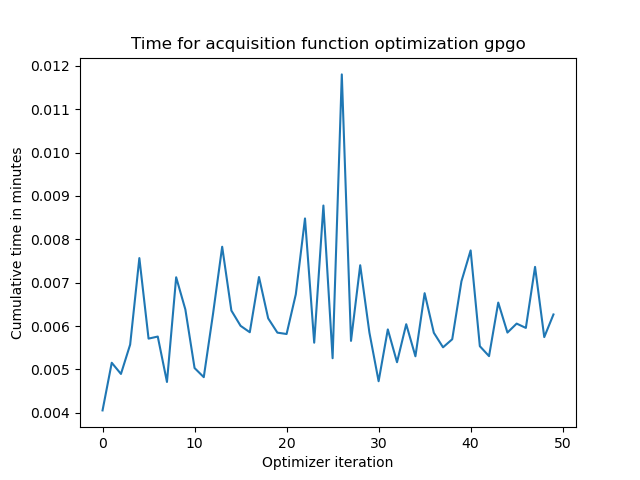 Time for acquisition function optimization gpgo
0.012
0.011
0.010
0.009
0.008
0.007
0.006
0.005
0.004
Cumulative time in minutes
0 10 20 30 40 50
Optimizer iteration